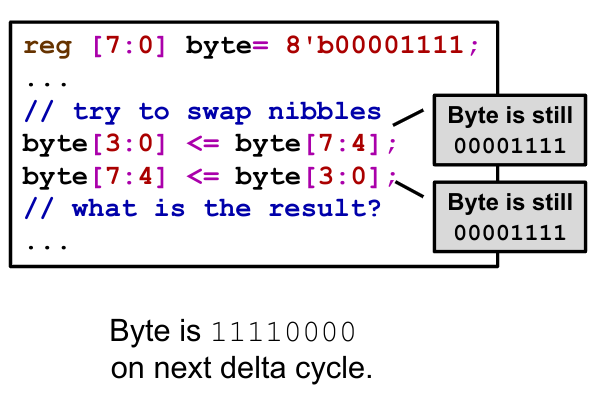 reg [7:0] byte= 8'b00001111;
...
// try to swap nibbles
byte[3:0] <= byte[7:4];
byte[7:4] <= byte[3:0];
// what is the result?
...
Byte is still
00001111
Byte is still
00001111
Byte is 11110000
on next delta cycle.